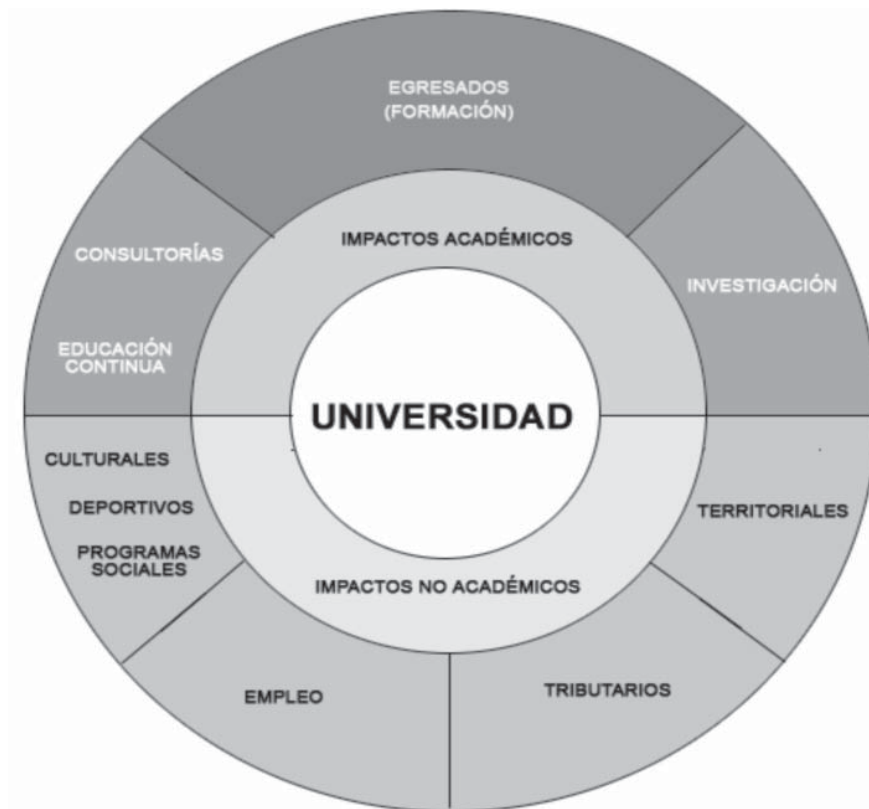 EGRESADOS
(FORMACIÓN)
IMPACTOS ACADÉMICOS
CONSULTORÍAS
INVESTIGACIÓN
EDUCACIÓN
CONTINUA
UNIVERSIDAD
CULTURALES
DEPORTIVOS
TERRITORIALES
PROGRAMAS
SOCIALES
IMPACTOS NO ACADÉMICOS
EMPLEO
TRIBUTARIOS